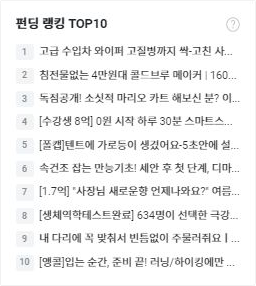 펀딩 랭킹 TOP10 ?
1 고급 수입차 와이퍼 고질병까지 싹-고친 사...
2 침전물없는 4만원대 콜드브루 메이커 | 160...
3 독점공개! 소싯적 마리오 카트 해보신 분? 이...
4 [수강생 8억] 0원 시작 하루 30분 스마트스...
5 [폴캡]텐트에 가로등이 생겼어요-5초안에 설...
6 속건조 잡는 만능기초! 세안 후 첫 단계, 디마...
7 [1.7억] "사장님 새로운향 언제나와요?" 여름...
8 [생체역학테스트완료] 634명이 선택한 극강...
9 내 다리에 꼭 맞춰서 빈틈없이 주물러줘요ㅣ...
10 [앵콜]입는 순간, 준비 끝! 러닝/하이킹에만 ...